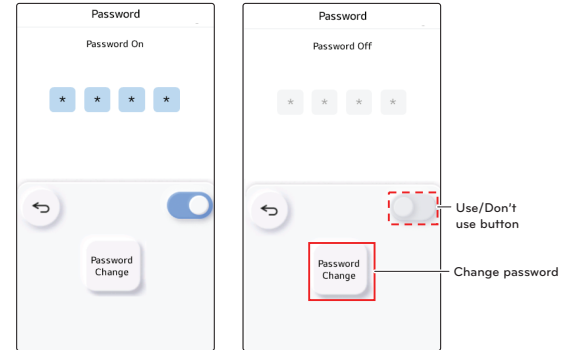 Password
Password On
* * * *
Password
Change
Password
Password Off
* * * *
Password
Change
Use/Don't
use button
Change password